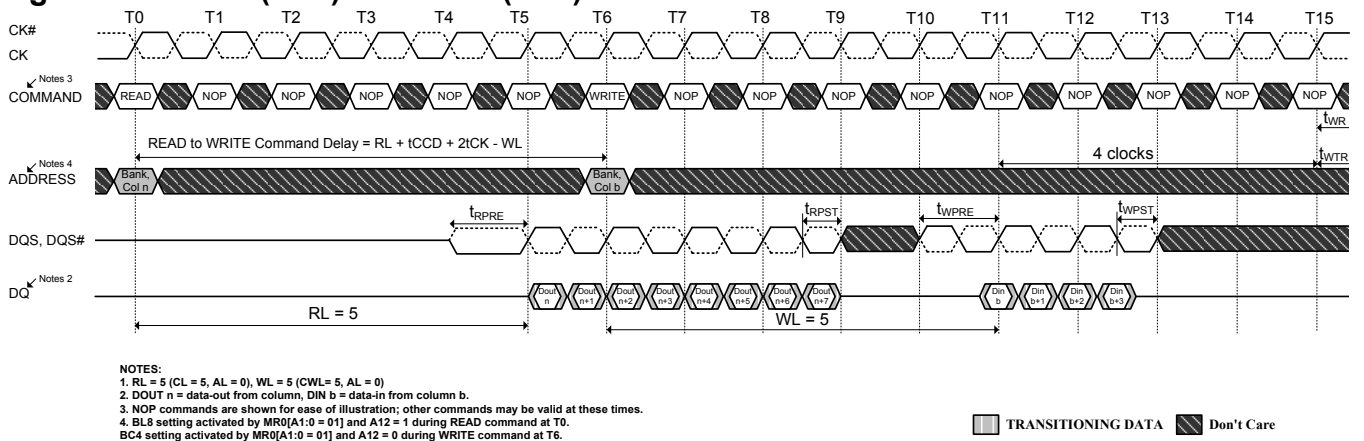 T0 T1 T2 T3 T4 T5 T6 T7 T8 T9 T10 T11 T12 T13 T14 T15
CK#
CK
Notes 3
COMMAND READ NOP NOP NOP NOP NOP WRITE NOP NOP NOP NOP NOP NOP NOP NOP NOP
tWR
READ to WRITE Command Delay = RL + tCCD + 2tCK - WL
4 clocks
tWTR
Notes 4
ADDRESS
Bank, Col n
Bank, Col b
tRPRE tRPST tWPRE tWPST
DQS, DQS#
Notes 2
DQ
Dout n
Dout n+1
Dout n+2
Dout n+3
Dout n+4
Dout n+5
Dout n+6
Dout n+7
Din b
Din b+1
Din b+2
Din b+3
RL = 5
WL = 5
NOTES:
1. RL = 5 (CL = 5, AL = 0), WL = 5 (CWL= 5, AL = 0)
2. DOUT n = data-out from column, DIN b = data-in from column b.
3. NOP commands are shown for ease of illustration; other commands may be valid at these times.
4. BL8 setting activated by MR0[A1:0 = 01] and A12 = 1 during READ command at T0.
BC4 setting activated by MR0[A1:0 = 01] and A12 = 0 during WRITE command at T6.
TRANSITIONING DATA
Don't Care